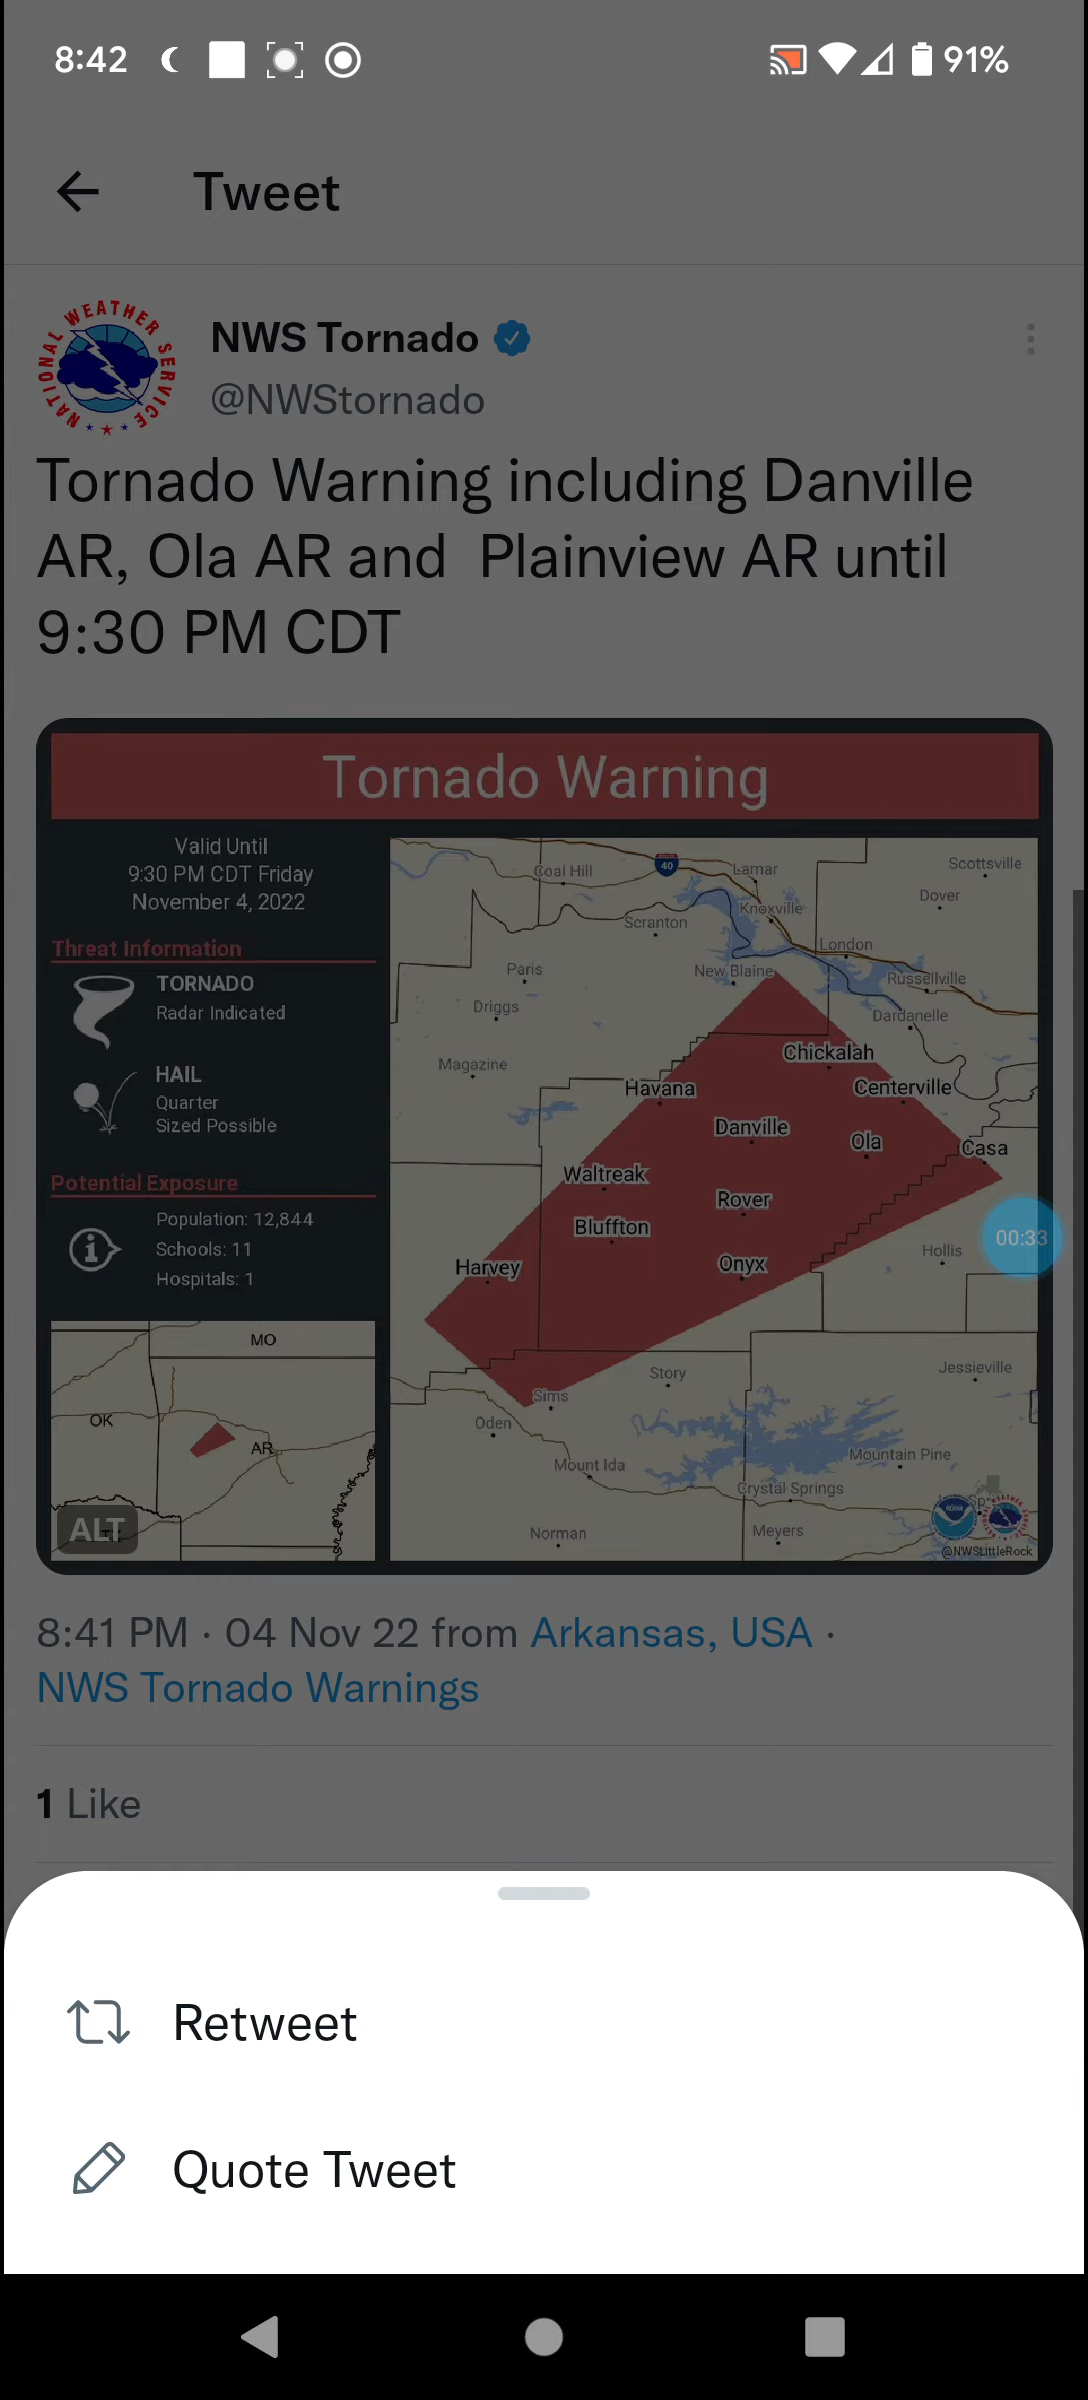 8:42
91%
Tweet
NATIONAL WEATHER SERVICE
NWS Tornado
@NWStornado
Tornado Warning including Danville
AR, Ola AR and  Plainview AR until
9:30 PM CDT
Tornado Warning
Valid Until
9:30 PM CDT Friday
November 4, 2022
Threat Information
TORNADO
Radar Indicated
HAIL
Quarter
Sized Possible
Potential Exposure
Population: 12,844
Schools: 11
Hospitals: 1
MO
OK
AR
ALT
Coal Hill
40
Lamar
Scottsville
Dover
Knoxville
Scranton
London
Paris
New Blaine
Russellville
Driggs
Dardanelle
Chickalah
Magazine
Havana
Centerville
Danville
Ola
Casa
Waltreak
Rover
Bluffton
00:33
Hollis
Harvey
Onyx
Story
Jessieville
Sims
Oden
Mount Ida
Mountain Pine
Crystal Springs
Norman
Meyers
@NWSLittleRock
8:41 PM · 04 Nov 22 from Arkansas, USA ·
NWS Tornado Warnings
1 Like
Retweet
Quote Tweet